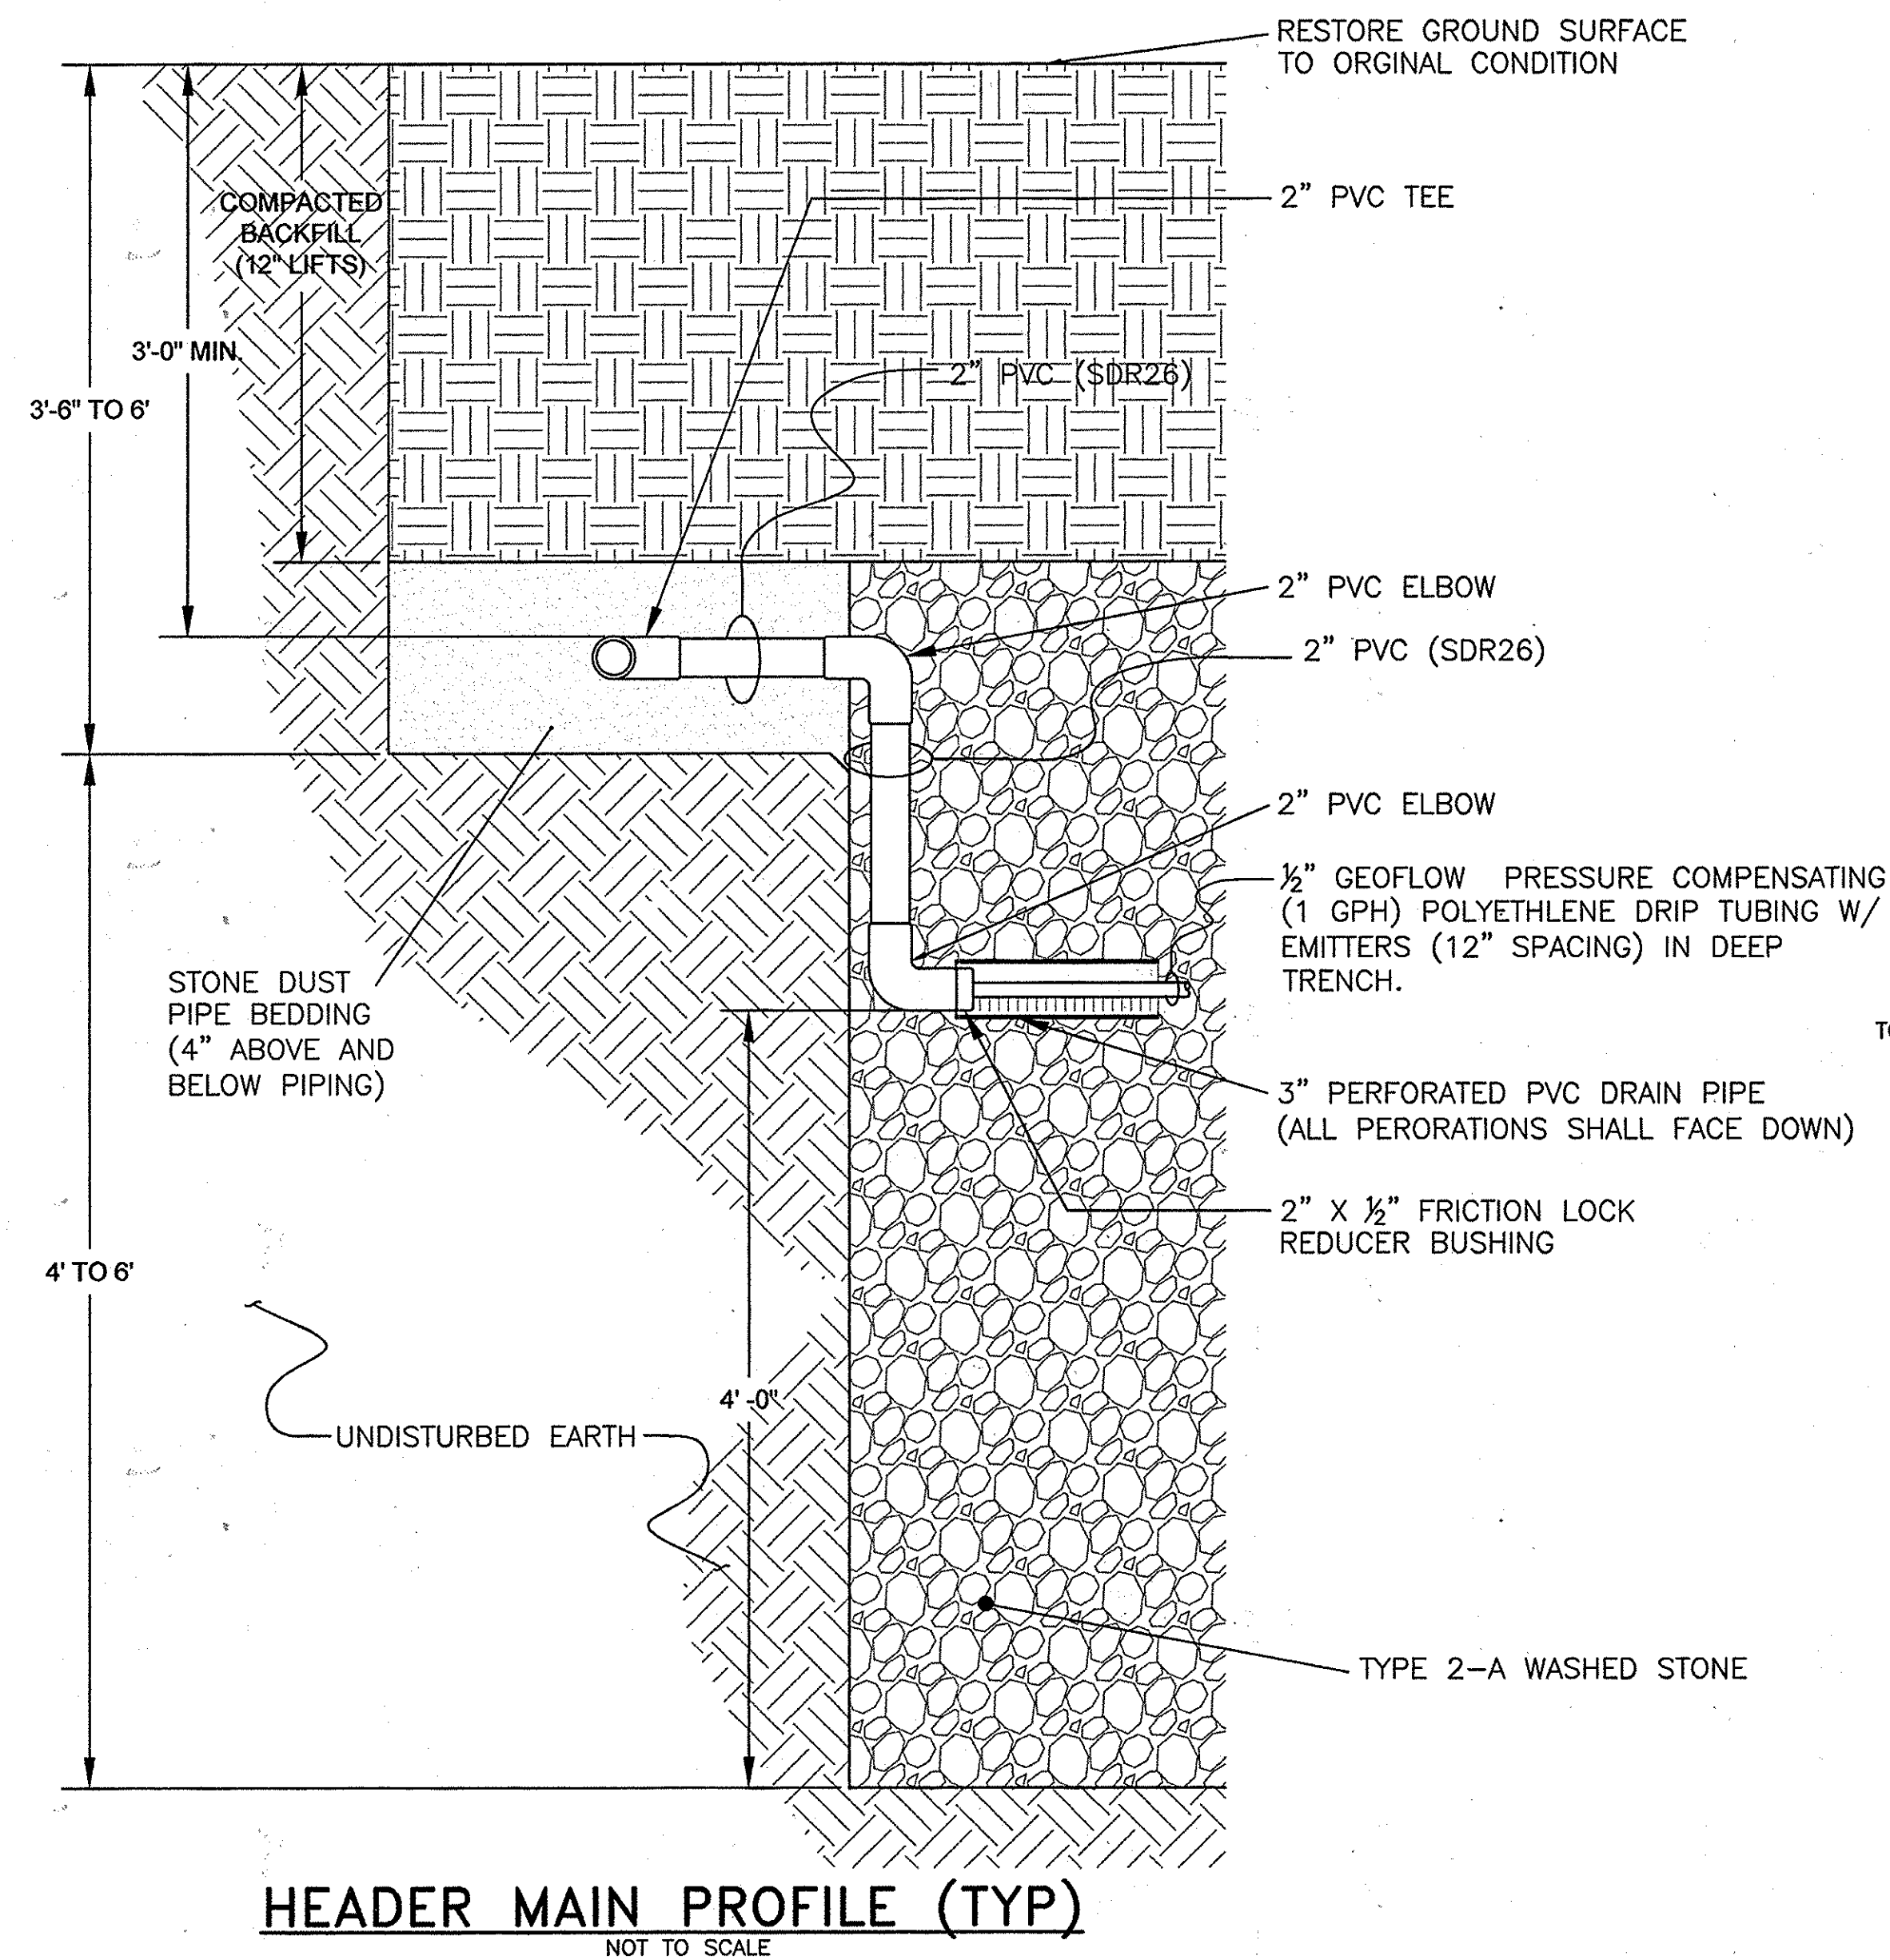 RESTORE GROUND SURFACE
TO ORGINAL CONDITION
2" PVC TEE
COMPACTED
BACKFILL
(12" LIFTS)
3'-0" MIN.
3'-6" TO 6'
2" PVC (SDR26)
2" PVC ELBOW
2" PVC (SDR26)
2" PVC ELBOW
½" GEOFLOW PRESSURE COMPENSATING
(1 GPH) POLYETHLENE DRIP TUBING W/
EMITTERS (12" SPACING) IN DEEP
TRENCH.
STONE DUST
PIPE BEDDING
(4" ABOVE AND
BELOW PIPING)
3" PERFORATED PVC DRAIN PIPE
(ALL PERORATIONS SHALL FACE DOWN)
2" X ½" FRICTION LOCK
REDUCER BUSHING
4' TO 6'
4'-0"
UNDISTURBED EARTH
TYPE 2-A WASHED STONE
HEADER MAIN PROFILE (TYP)
NOT TO SCALE